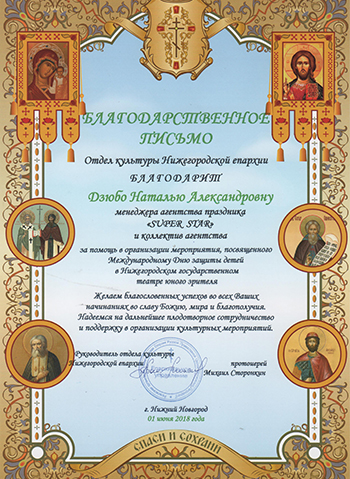 БЛАГОДАРСТВЕННОЕ
ПИСЬМО
Отдел культуры Нижегородской епархии
БЛАГОДАРИТ
Дзюбо Наталью Александровну
менеджера агентства праздника
«SUPER STAR»
и коллектив агентства
за помощь в организации мероприятия, посвященного
Международному Дню защиты детей
в Нижегородском государственном
театре юного зрителя
Желаем благословенных успехов во всех Ваших
начинаниях во славу Божию, мира и благополучия.
Надеемся на дальнейшее плодотворное сотрудничество
и поддержку в организации культурных мероприятий.
Руководитель отдела культуры
Нижегородской епархии
протоиерей
Михаил Сторонкин
г. Нижний Новгород
01 июня 2018 года
СПАСИ И СОХРАНИ